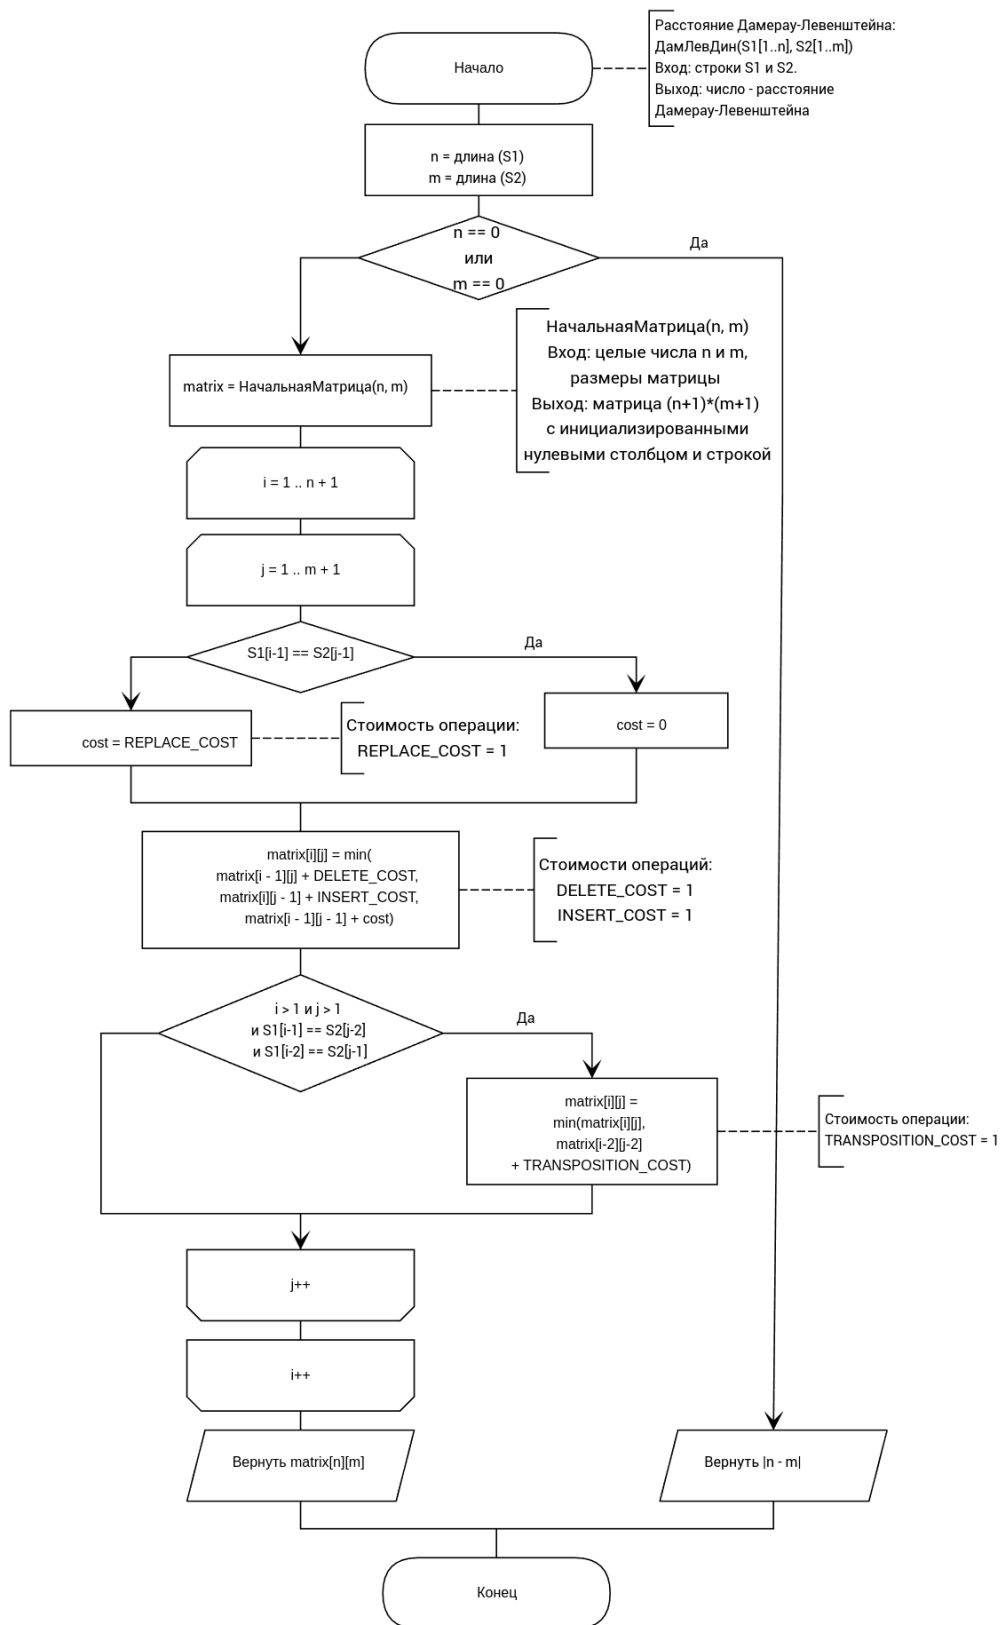 Начало
Расстояние Дамерау-Левенштейна:
ДамЛевДин(S1[1..n], S2[1..m])
Вход: строки S1 и S2.
Выход: число - расстояние
Дамерау-Левенштейна
n = длина (S1)
m = длина (S2)
n == 0
или
m == 0
Да
НачальнаяМатрица(n, m)
Вход: целые числа n и m,
размеры матрицы
Выход: матрица (n+1)*(m+1)
с инициализированными
нулевыми столбцом и строкой
matrix = НачальнаяМатрица(n, m)
i = 1 .. n + 1
j = 1 .. m + 1
S1[i-1] == S2[j-1]
Да
cost = REPLACE_COST
Стоимость операции:
REPLACE_COST = 1
cost = 0
matrix[i][j] = min(
matrix[i - 1][j] + DELETE_COST,
matrix[i][j - 1] + INSERT_COST,
matrix[i - 1][j - 1] + cost)
Стоимости операций:
DELETE_COST = 1
INSERT_COST = 1
i > 1 и j > 1
и S1[i-1] == S2[j-2]
и S1[i-2] == S2[j-1]
Да
matrix[i][j] =
min(matrix[i][j],
matrix[i-2][j-2]
+ TRANSPOSITION_COST)
Стоимость операции:
TRANSPOSITION_COST = 1
j++
i++
Вернуть matrix[n][m]
Вернуть |n - m|
Конец